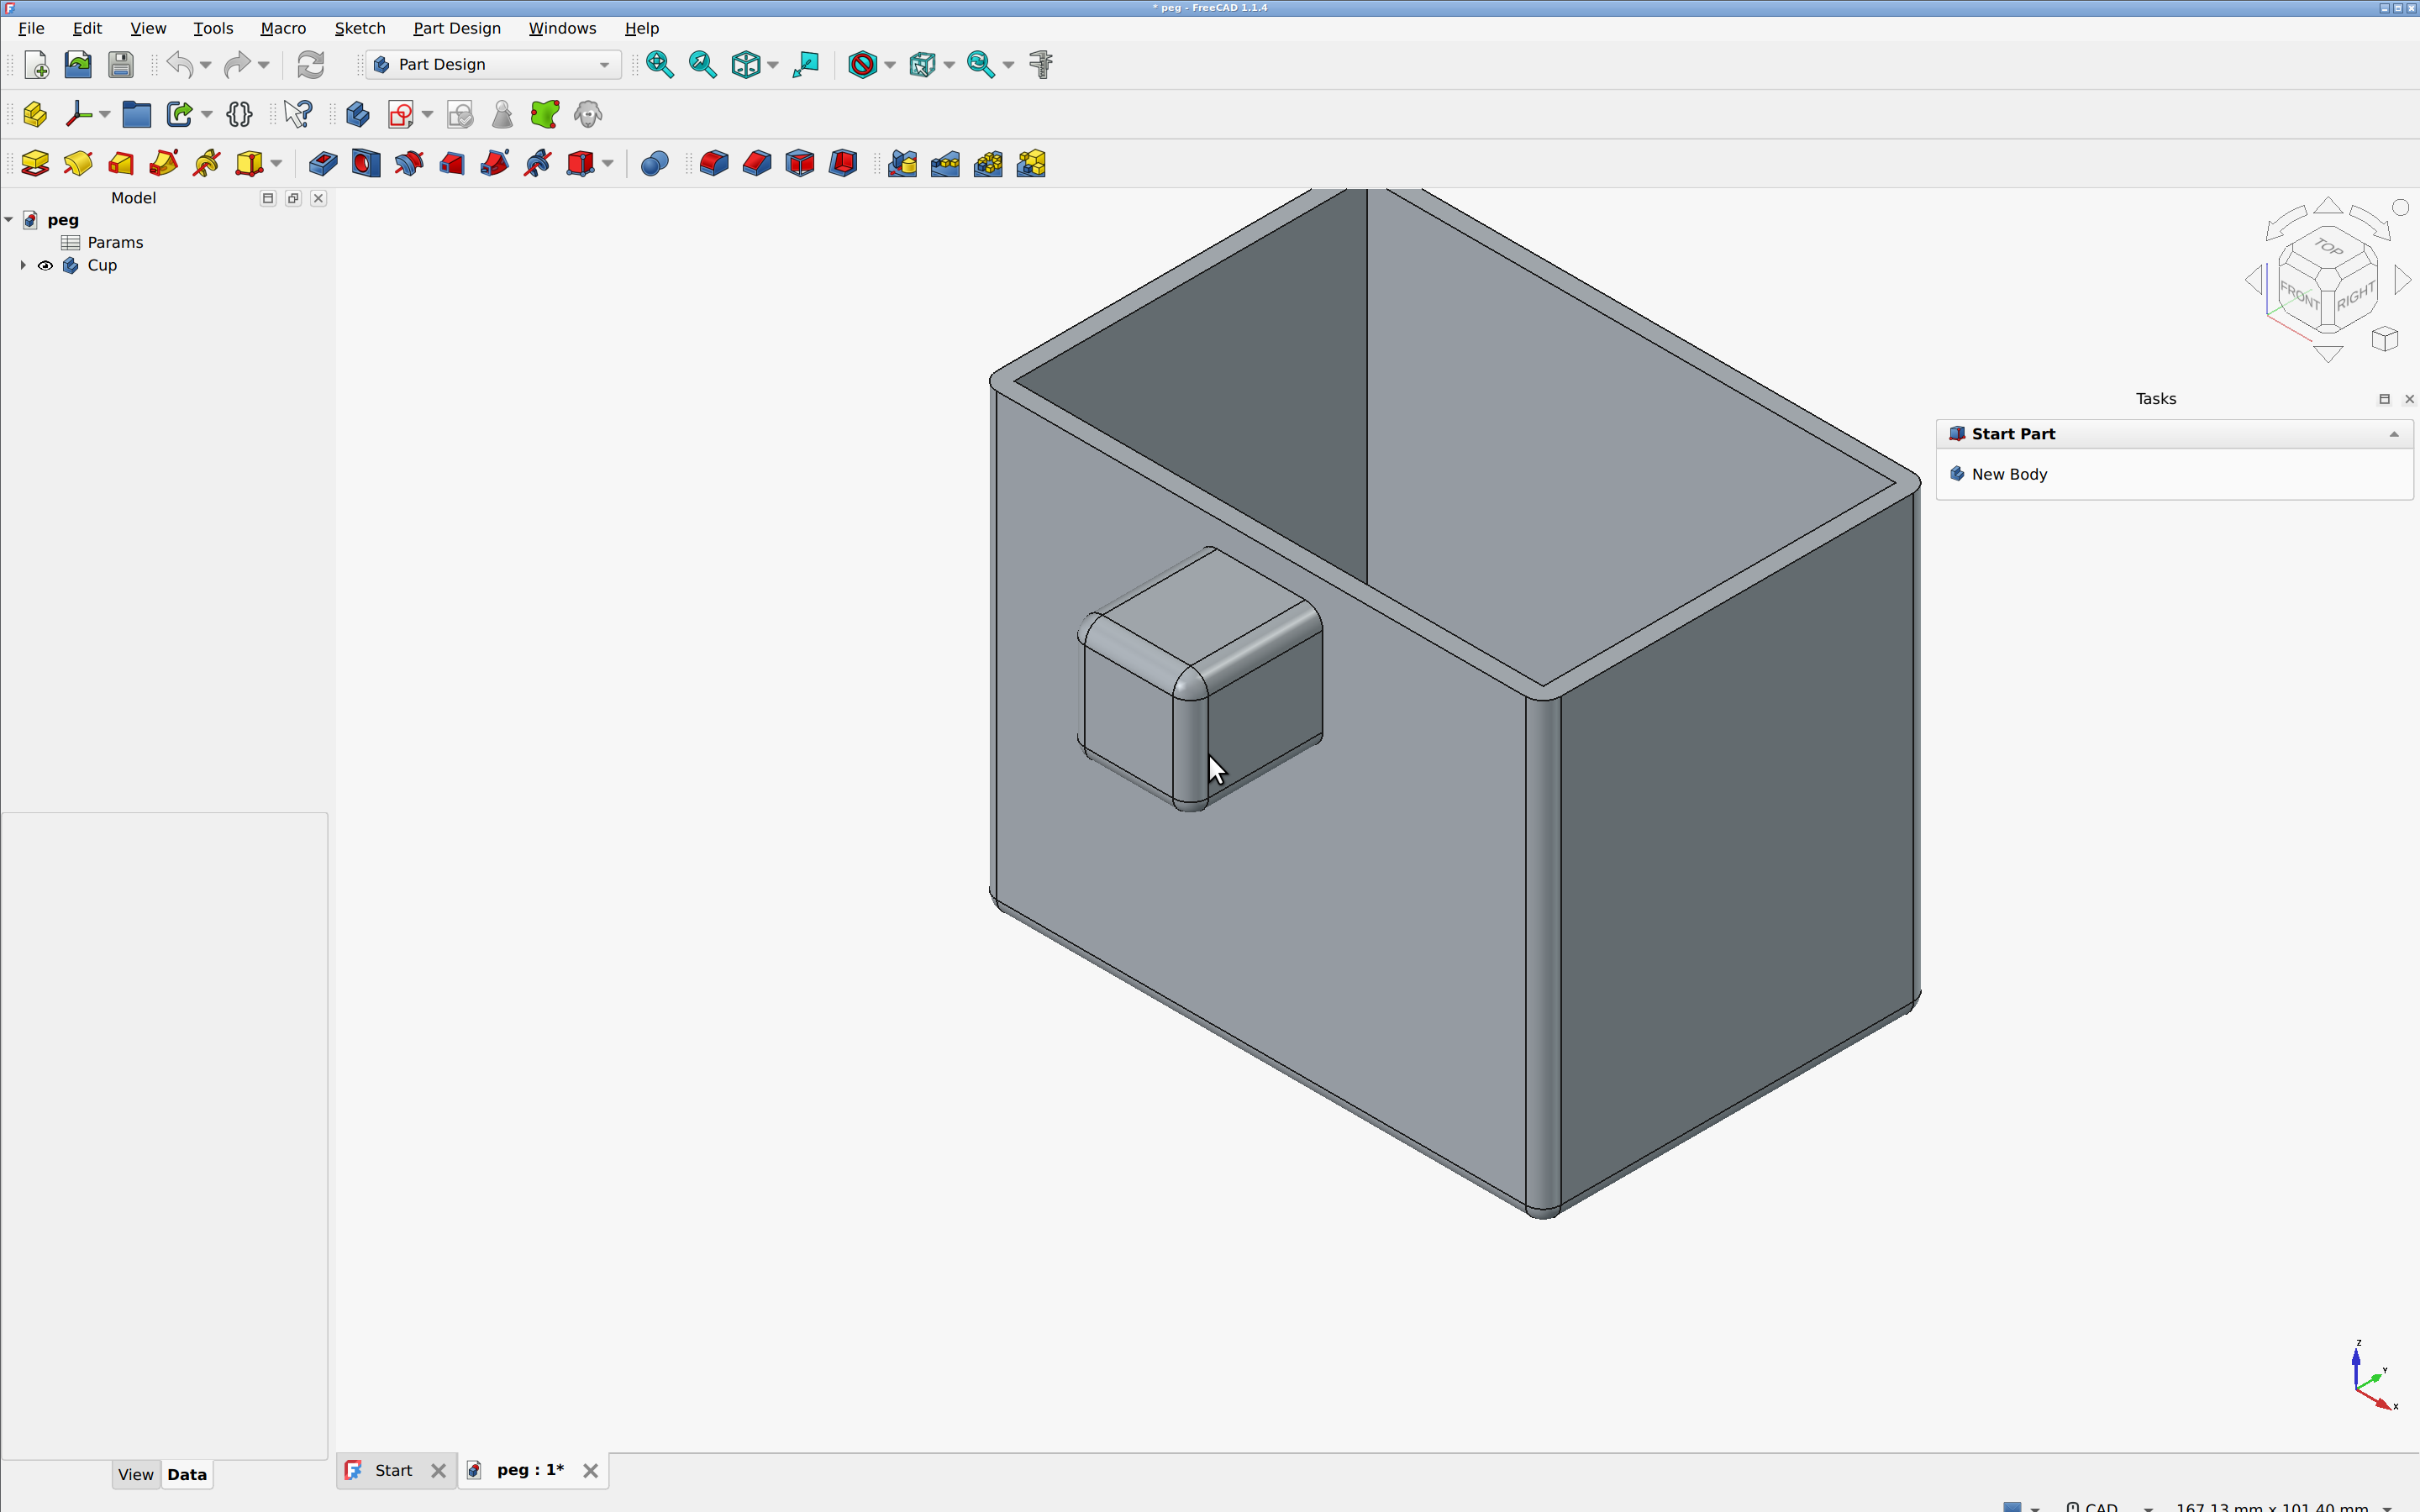 * peg - FreeCAD 1.1.4
File Edit View Tools Macro Sketch Part Design Windows Help
Part Design
Model
peg
Params
Cup
TOP
FRONT
RIGHT
Tasks
Start Part
New Body
Z
Y
X
View Data
Start
peg : 1*
CAD
167.13 mm x 101.40 mm